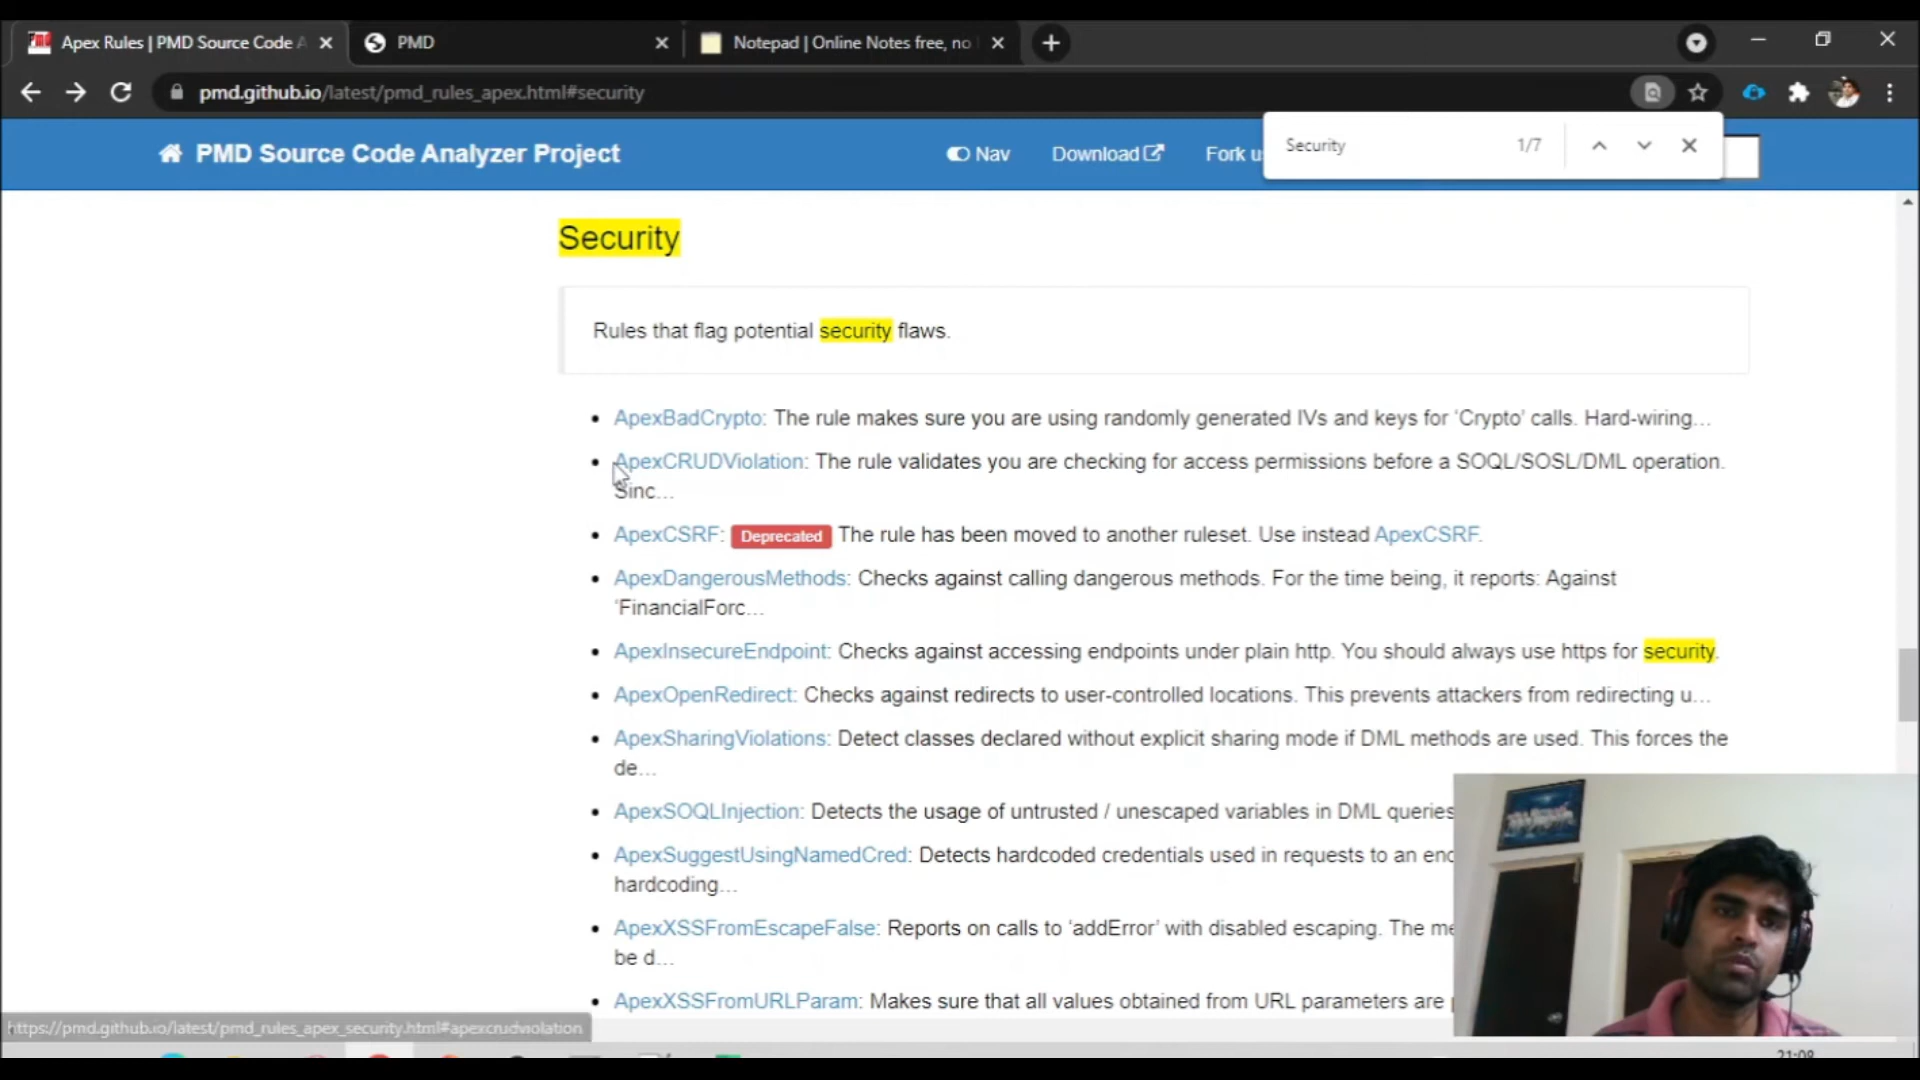 Apex Rules | PMD Source Code A
PMD
Notepad | Online Notes free, no
pmd.github.io/latest/pmd_rules_apex.html#security
PMD Source Code Analyzer Project
Nav
Download
Fork us
Security
1/7
Security
Rules that flag potential security flaws.
ApexBadCrypto: The rule makes sure you are using randomly generated IVs and keys for ‘Crypto’ calls. Hard-wiring…
ApexCRUDViolation: The rule validates you are checking for access permissions before a SOQL/SOSL/DML operation.
Sinc…
ApexCSRF: Deprecated The rule has been moved to another ruleset. Use instead ApexCSRF.
ApexDangerousMethods: Checks against calling dangerous methods. For the time being, it reports: Against
‘FinancialForc…
ApexInsecureEndpoint: Checks against accessing endpoints under plain http. You should always use https for security.
ApexOpenRedirect: Checks against redirects to user-controlled locations. This prevents attackers from redirecting u…
ApexSharingViolations: Detect classes declared without explicit sharing mode if DML methods are used. This forces the
de…
ApexSOQLInjection: Detects the usage of untrusted / unescaped variables in DML queries
ApexSuggestUsingNamedCred: Detects hardcoded credentials used in requests to an
hardcoding…
ApexXSSFromEscapeFalse: Reports on calls to ‘addError’ with disabled escaping. The
be d…
ApexXSSFromURLParam: Makes sure that all values obtained from URL parameters are
https://pmd.github.io/latest/pmd_rules_apex_security.html#apexcrudviolation
21:08